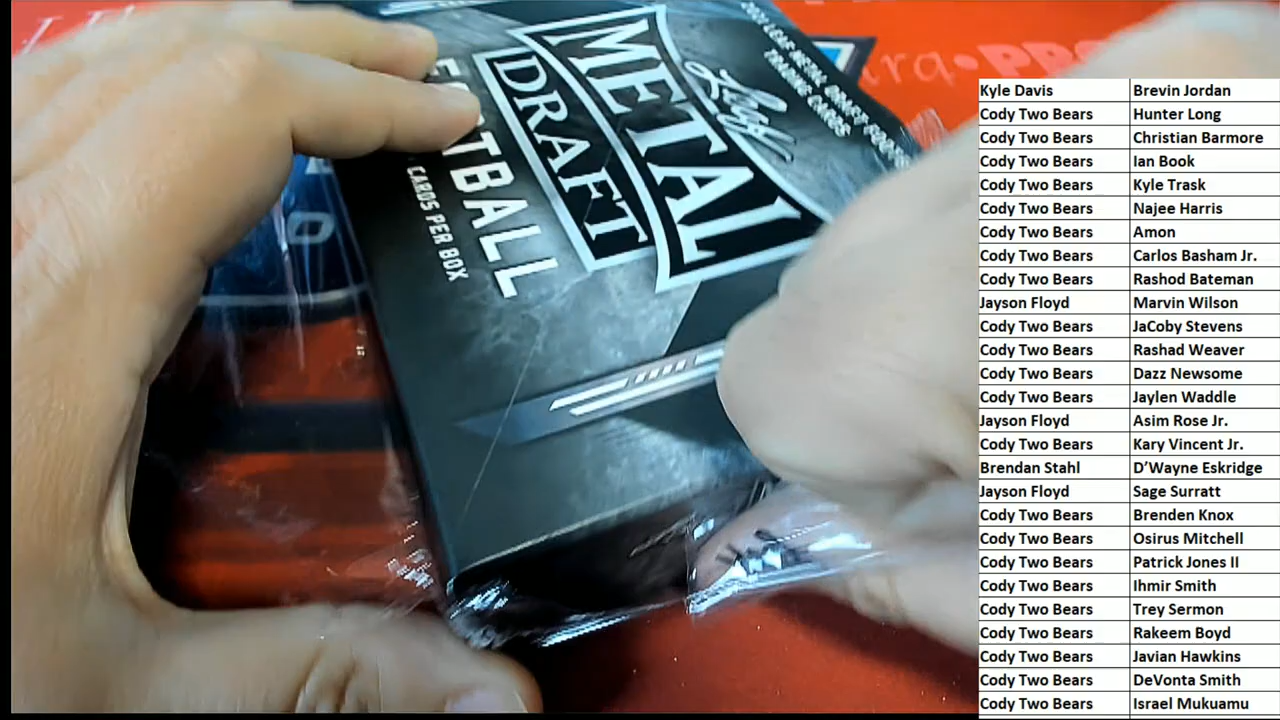 2021 LEAF METAL DRAFT
TRADING CARDS
Leaf
METAL
DRAFT
FOOTBALL
CARDS PER BOX
Kyle Davis Brevin Jordan
Cody Two Bears Hunter Long
Cody Two Bears Christian Barmore
Cody Two Bears Ian Book
Cody Two Bears Kyle Trask
Cody Two Bears Najee Harris
Cody Two Bears Amon
Cody Two Bears Carlos Basham Jr.
Cody Two Bears Rashod Bateman
Jayson Floyd Marvin Wilson
Cody Two Bears JaCoby Stevens
Cody Two Bears Rashad Weaver
Cody Two Bears Dazz Newsome
Cody Two Bears Jaylen Waddle
Jayson Floyd Asim Rose Jr.
Cody Two Bears Kary Vincent Jr.
Brendan Stahl D’Wayne Eskridge
Jayson Floyd Sage Surratt
Cody Two Bears Brenden Knox
Cody Two Bears Osirus Mitchell
Cody Two Bears Patrick Jones II
Cody Two Bears Ihmir Smith
Cody Two Bears Trey Sermon
Cody Two Bears Rakeem Boyd
Cody Two Bears Javian Hawkins
Cody Two Bears DeVonta Smith
Cody Two Bears Israel Mukuamu